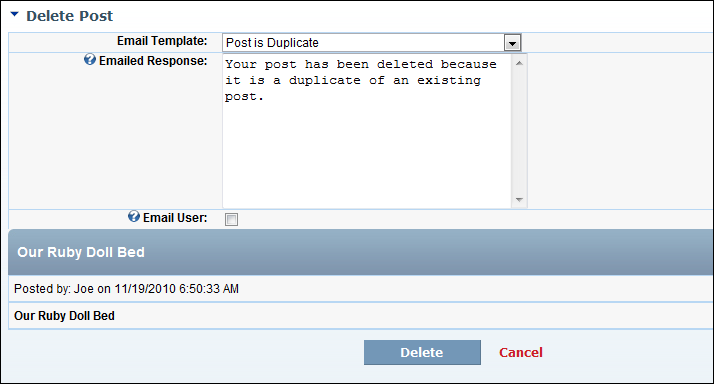 Delete Post
Email Template: Post is Duplicate
Emailed Response: Your post has been deleted because
it is a duplicate of an existing
post.
Email User:
Our Ruby Doll Bed
Posted by: Joe on 11/19/2010 6:50:33 AM
Our Ruby Doll Bed
Delete Cancel